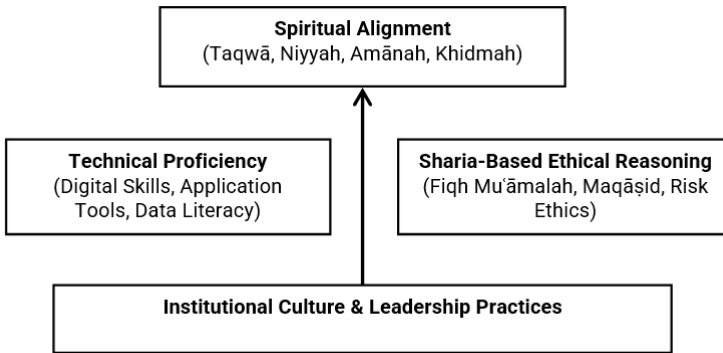 Spiritual Alignment
(Taqwā, Niyyah, Amānah, Khidmah)
Technical Proficiency
(Digital Skills, Application
Tools, Data Literacy)
Sharia-Based Ethical Reasoning
(Fiqh Muʿāmalah, Maqāṣid, Risk
Ethics)
Institutional Culture & Leadership Practices